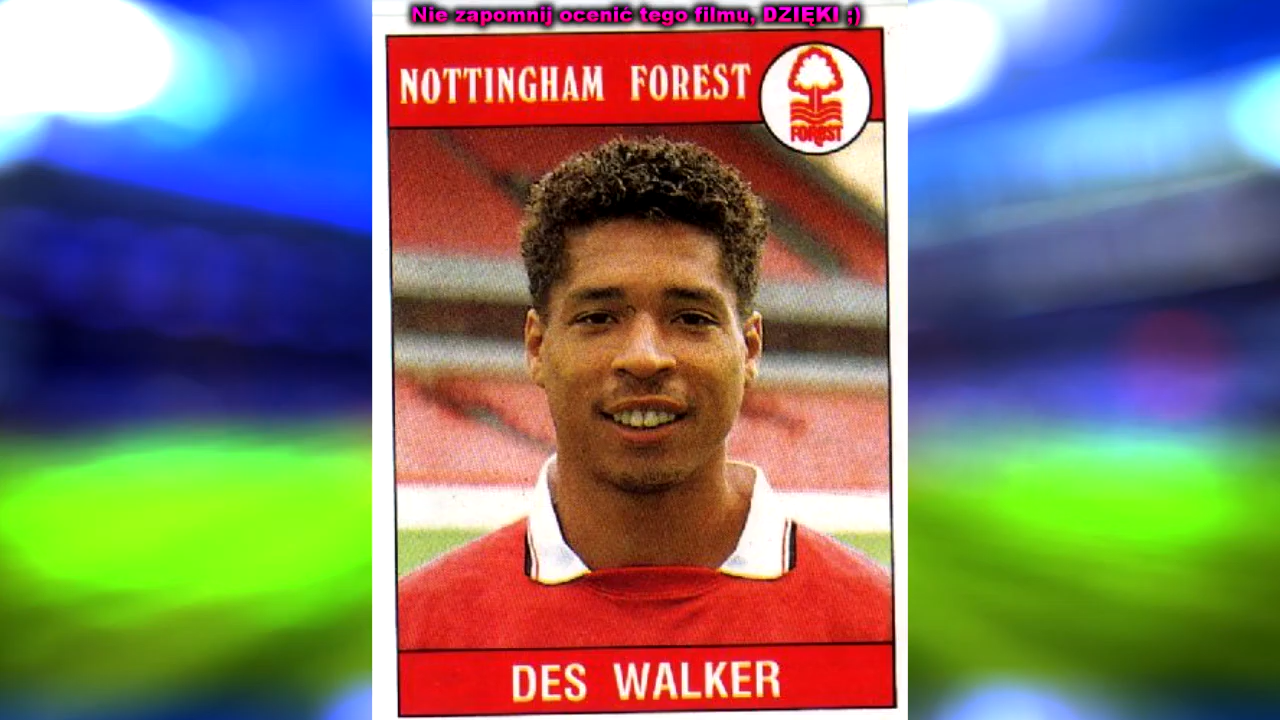 Nie zapomnij ocenić tego filmu, DZIĘKI ;)
NOTTINGHAM FOREST
FOREST
DES WALKER